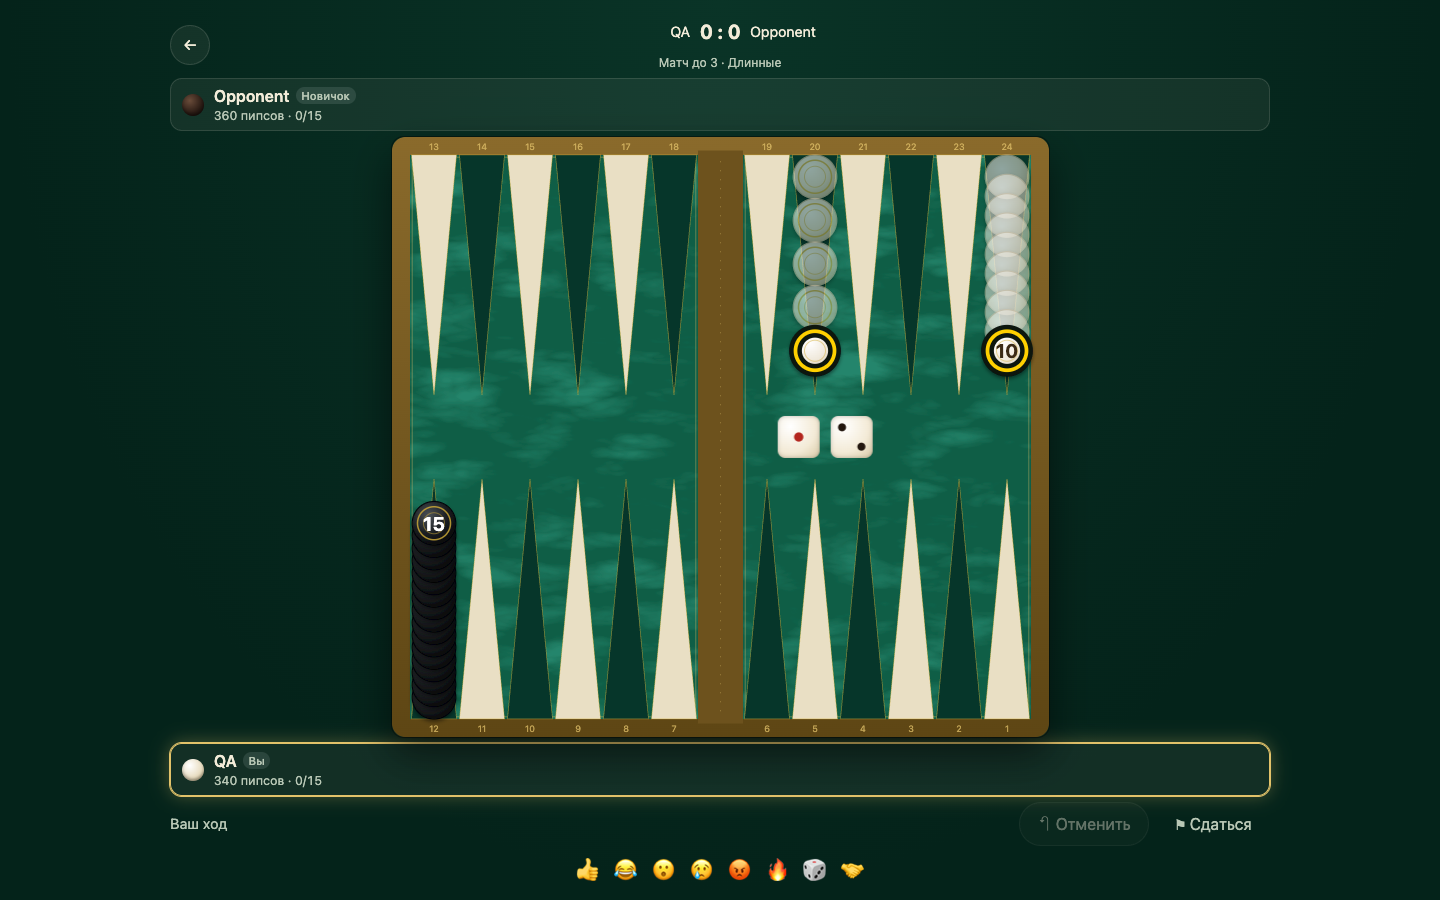 QA 0 : 0 Opponent
Матч до 3 · Длинные
Opponent Новичок
360 пипсов · 0/15
13 14 15 16 17 18 19 20 21 22 23 24
10
15
12 11 10 9 8 7 6 5 4 3 2 1
QA Вы
340 пипсов · 0/15
Ваш ход
Отменить
Сдаться